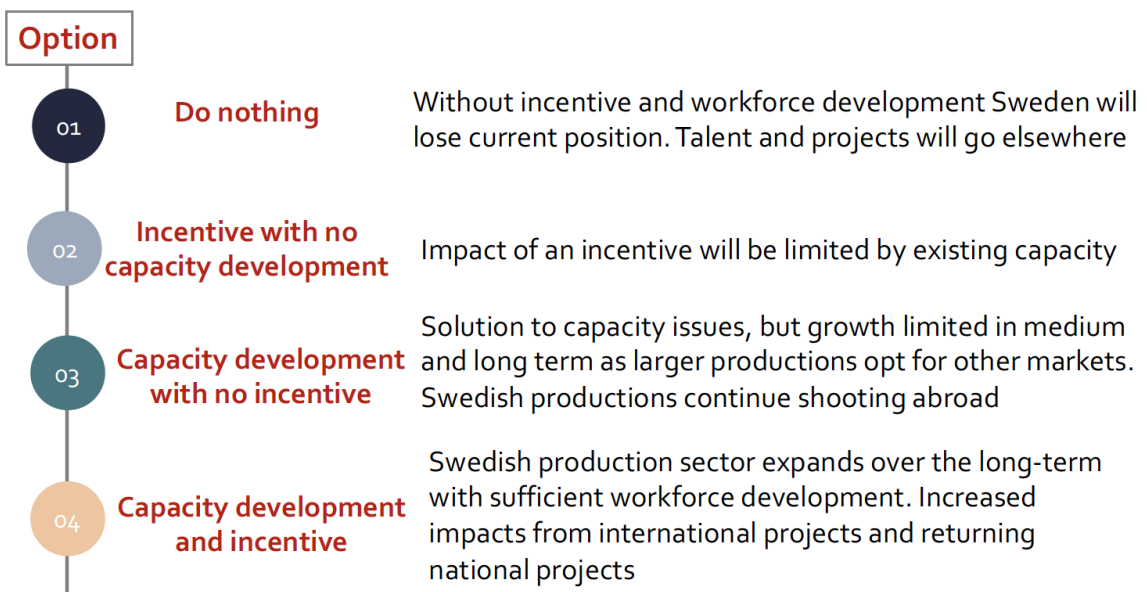 Option
01
Do nothing
Without incentive and workforce development Sweden will
lose current position. Talent and projects will go elsewhere
02
Incentive with no
capacity development
Impact of an incentive will be limited by existing capacity
03
Capacity development
with no incentive
Solution to capacity issues, but growth limited in medium
and long term as larger productions opt for other markets.
Swedish productions continue shooting abroad
04
Capacity development
and incentive
Swedish production sector expands over the long-term
with sufficient workforce development. Increased
impacts from international projects and returning
national projects